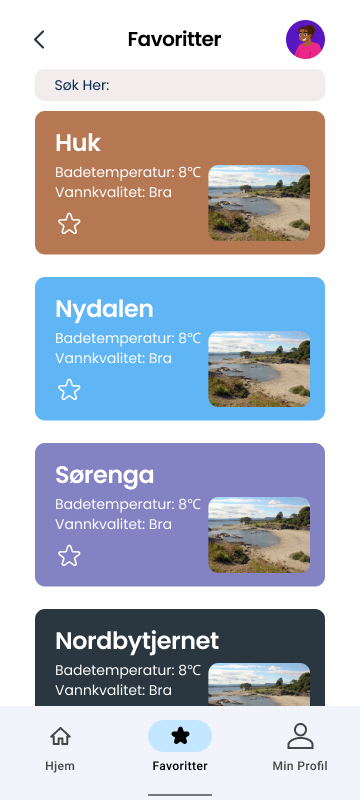 Favoritter
Søk Her:
Huk
Badetemperatur: 8°C
Vannkvalitet: Bra
Nydalen
Badetemperatur: 8°C
Vannkvalitet: Bra
Sørenga
Badetemperatur: 8°C
Vannkvalitet: Bra
Nordbytjernet
Badetemperatur: 8°C
Vannkvalitet: Bra
Hjem
Favoritter
Min Profil